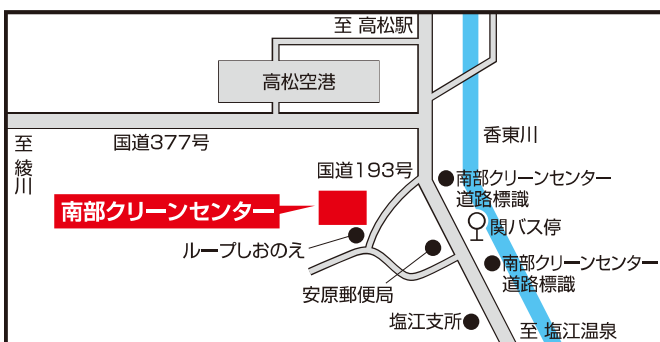 至 高松駅
高松空港
国道377号
至 綾川
香東川
国道193号
南部クリーンセンター
道路標識
南部クリーンセンター
関バス停
ループしおのえ
南部クリーンセンター
道路標識
安原郵便局
塩江支所
至 塩江温泉